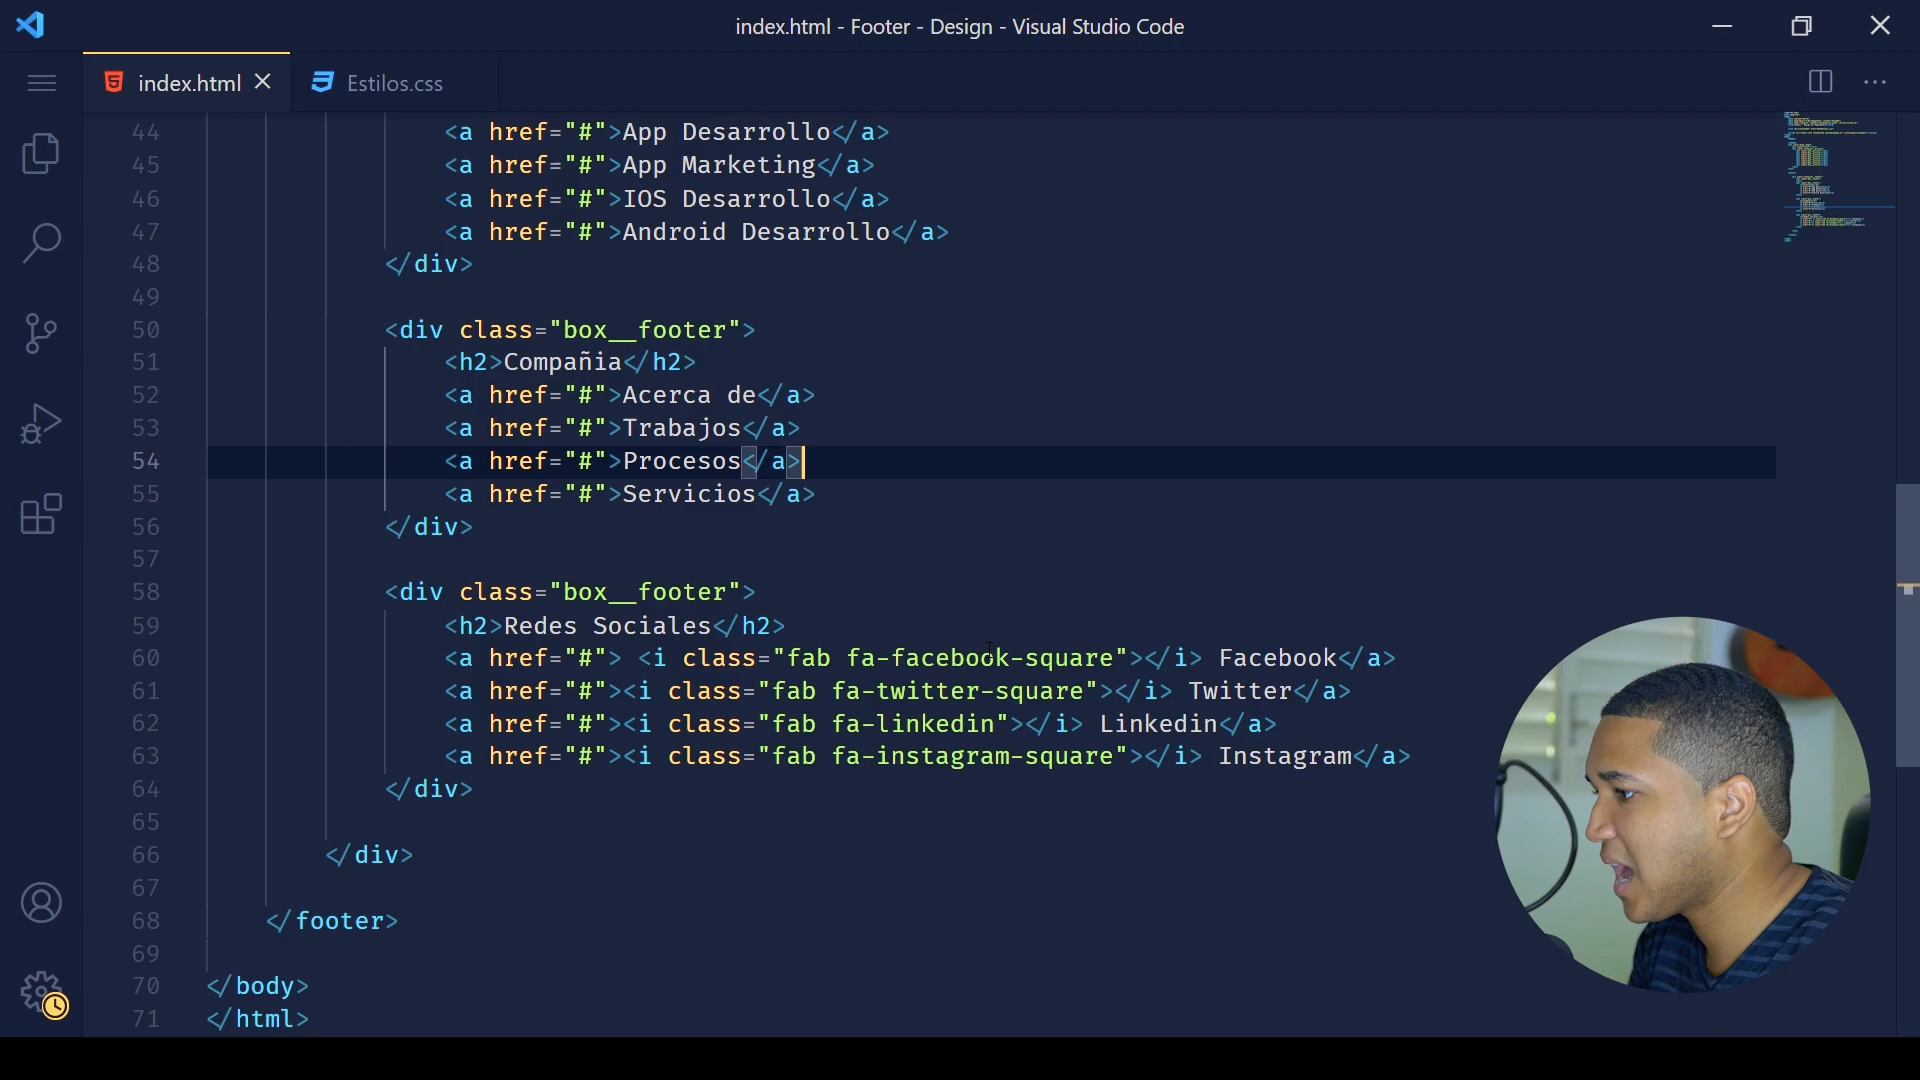 index.html - Footer - Design - Visual Studio Code
index.html
Estilos.css
44 <a href="#">App Desarrollo</a>
45 <a href="#">App Marketing</a>
46 <a href="#">IOS Desarrollo</a>
47 <a href="#">Android Desarrollo</a>
48 </div>
49
50 <div class="box__footer">
51 <h2>Compañia</h2>
52 <a href="#">Acerca de</a>
53 <a href="#">Trabajos</a>
54 <a href="#">Procesos</a>
55 <a href="#">Servicios</a>
56 </div>
57
58 <div class="box__footer">
59 <h2>Redes Sociales</h2>
60 <a href="#"> <i class="fab fa-facebook-square"></i> Facebook</a>
61 <a href="#"><i class="fab fa-twitter-square"></i> Twitter</a>
62 <a href="#"><i class="fab fa-linkedin"></i> Linkedin</a>
63 <a href="#"><i class="fab fa-instagram-square"></i> Instagram</a>
64 </div>
65
66 </div>
67
68 </footer>
69
70 </body>
71 </html>